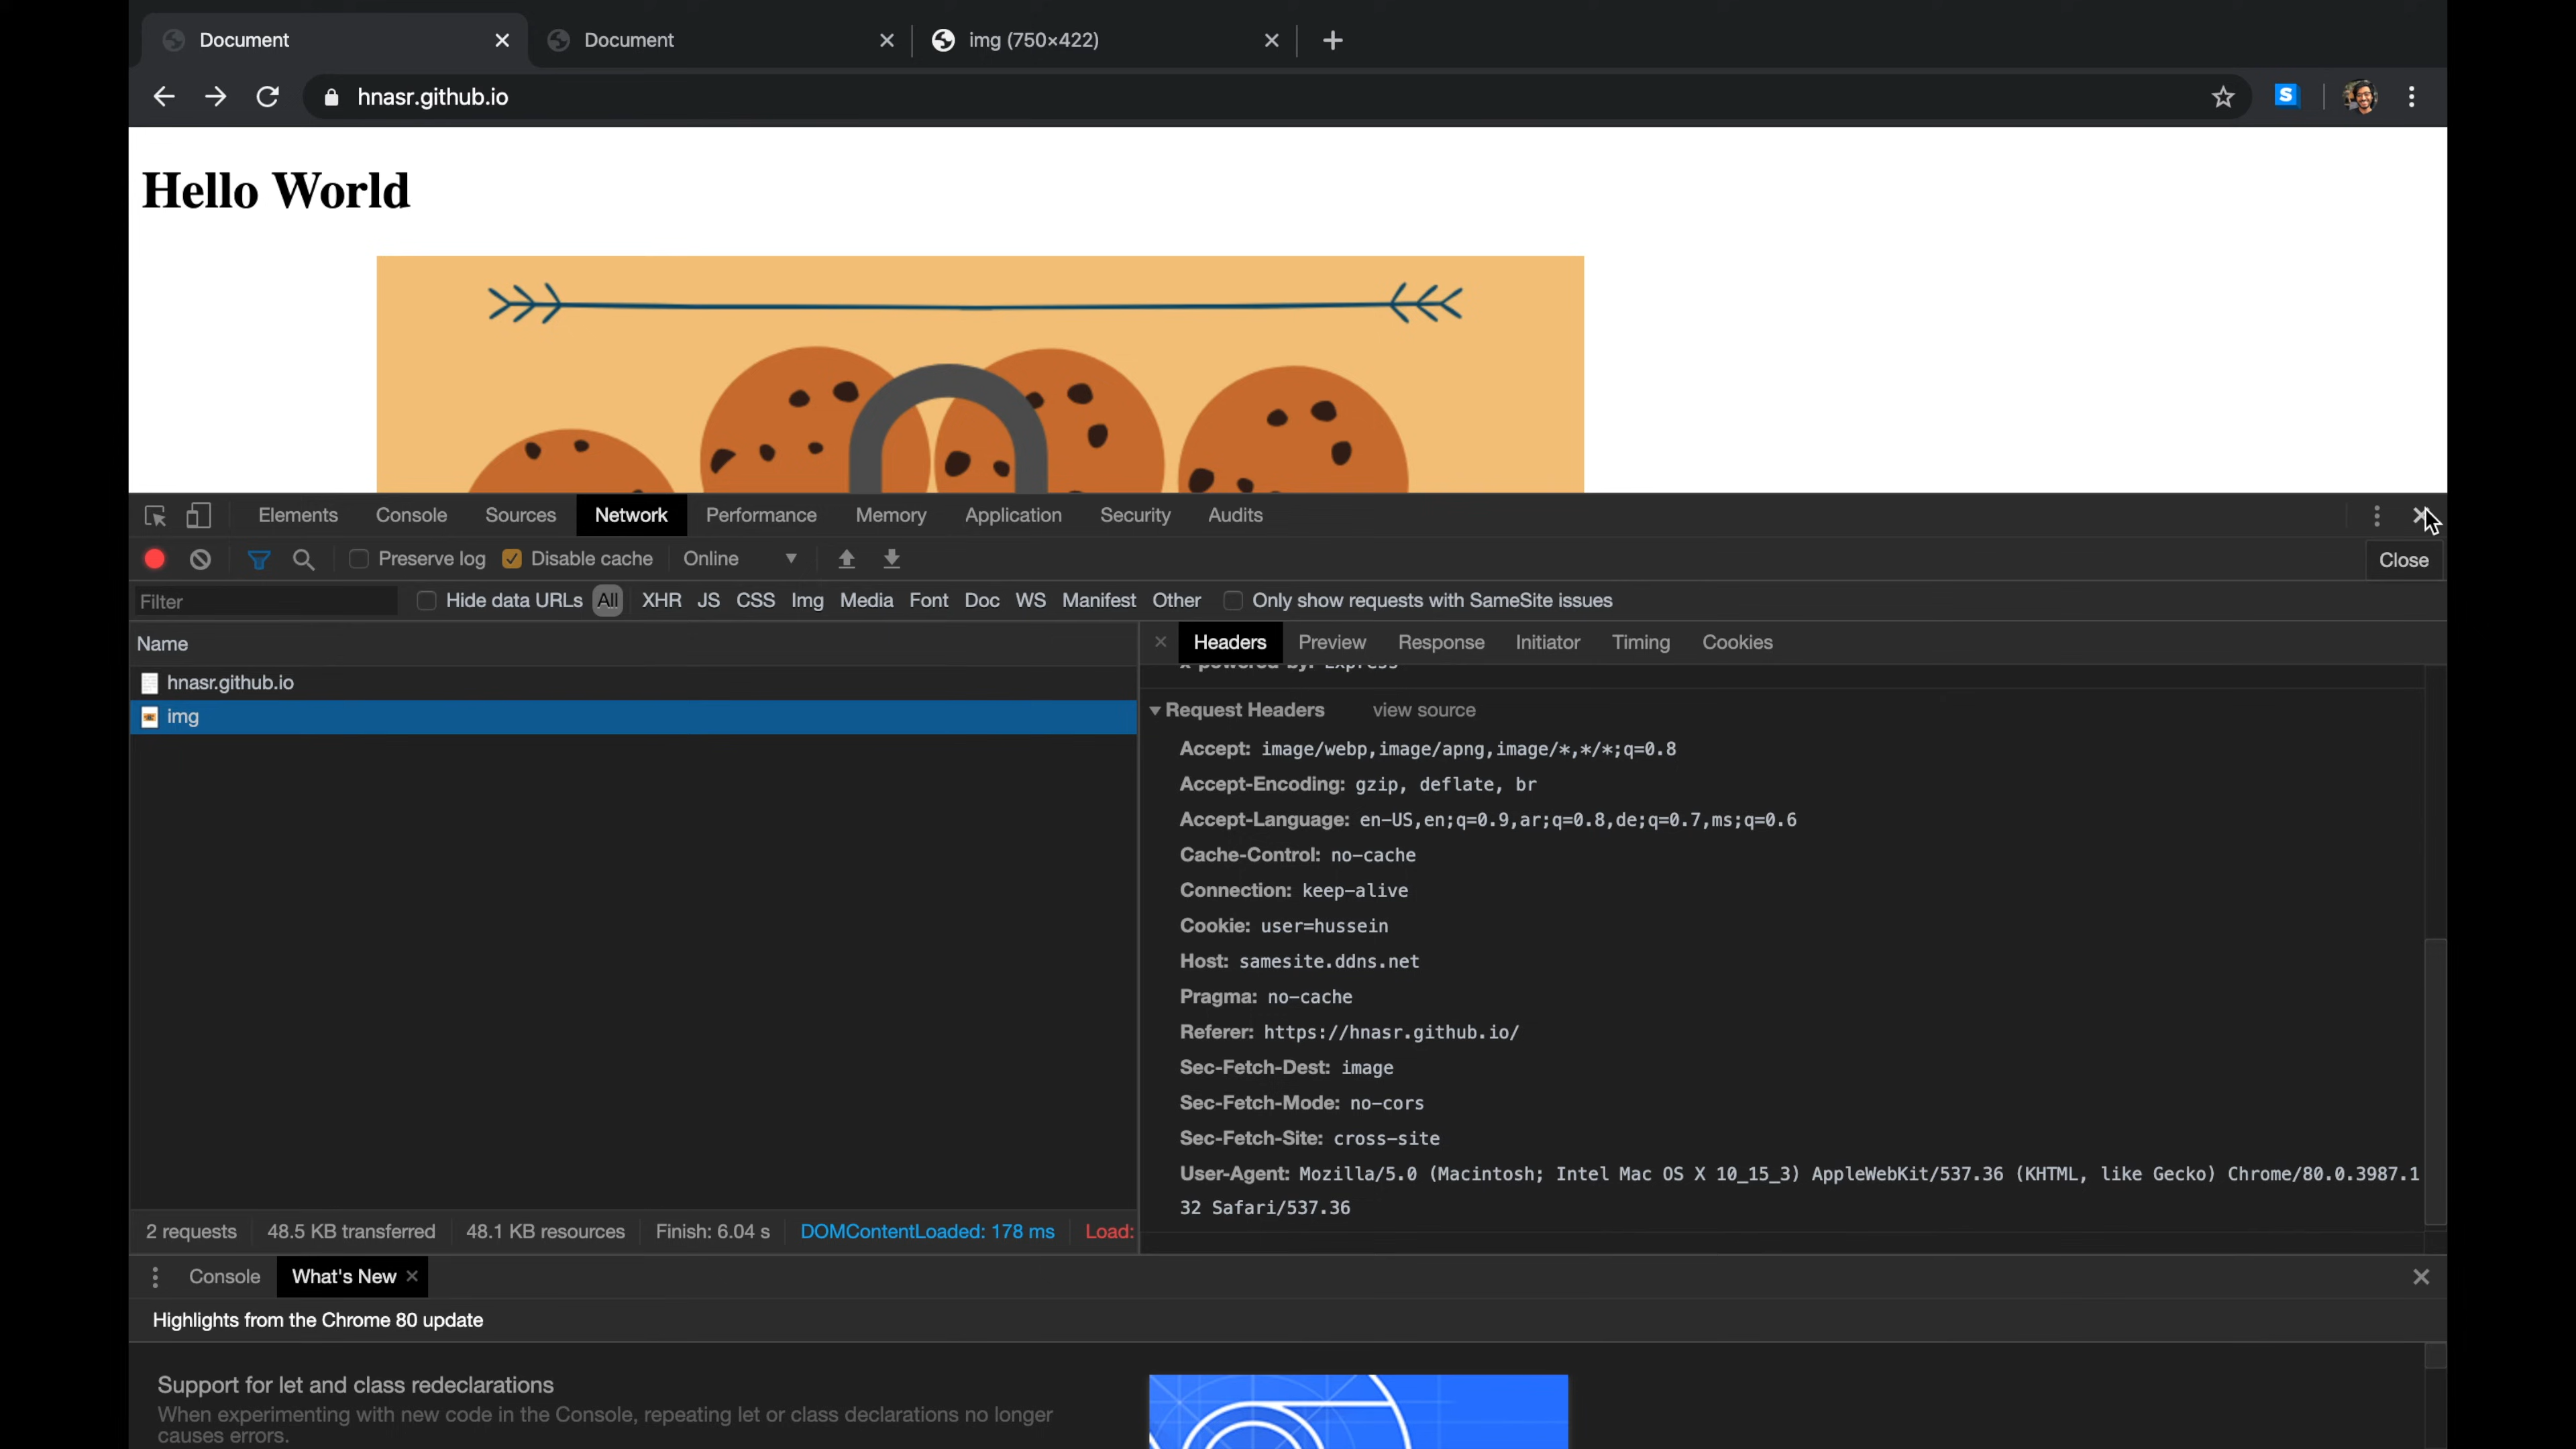 Document
Document
img (750×422)
hnasr.github.io
Hello World
Elements Console Sources Network Performance Memory Application Security Audits
Preserve log Disable cache Online
Close
Filter Hide data URLs All XHR JS CSS Img Media Font Doc WS Manifest Other Only show requests with SameSite issues
Name
Headers Preview Response Initiator Timing Cookies
hnasr.github.io
img
x-powered-by: Express
Request Headers view source
Accept: image/webp,image/apng,image/*,*/*;q=0.8
Accept-Encoding: gzip, deflate, br
Accept-Language: en-US,en;q=0.9,ar;q=0.8,de;q=0.7,ms;q=0.6
Cache-Control: no-cache
Connection: keep-alive
Cookie: user=hussein
Host: samesite.ddns.net
Pragma: no-cache
Referer: https://hnasr.github.io/
Sec-Fetch-Dest: image
Sec-Fetch-Mode: no-cors
Sec-Fetch-Site: cross-site
User-Agent: Mozilla/5.0 (Macintosh; Intel Mac OS X 10_15_3) AppleWebKit/537.36 (KHTML, like Gecko) Chrome/80.0.3987.1
32 Safari/537.36
2 requests 48.5 KB transferred 48.1 KB resources Finish: 6.04 s DOMContentLoaded: 178 ms Load:
Console What's New
Highlights from the Chrome 80 update
Support for let and class redeclarations
When experimenting with new code in the Console, repeating let or class declarations no longer
causes errors.